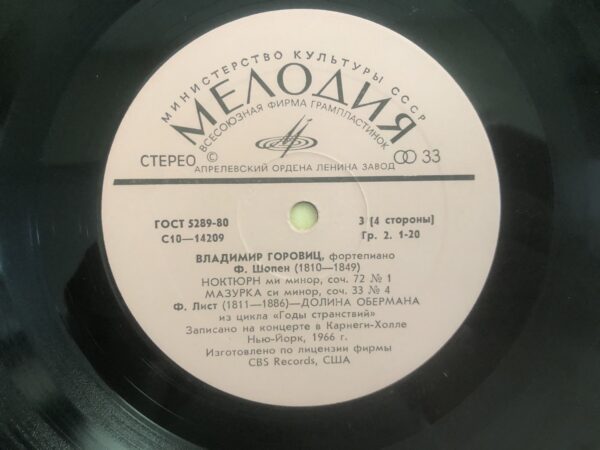 МИНИСТЕРСТВО КУЛЬТУРЫ СССР
МЕЛОДИЯ
ВСЕСОЮЗНАЯ ФИРМА ГРАМПЛАСТИНОК
СТЕРЕО © 33
АПРЕЛЕВСКИЙ ОРДЕНА ЛЕНИНА ЗАВОД
ГОСТ 5289-80 3 (4 стороны)
С10—14209 Гр. 2. 1-20
ВЛАДИМИР ГОРОВИЦ, фортепиано
Ф. Шопен (1810—1849)
НОКТЮРН ми минор, соч. 72 № 1
МАЗУРКА си минор, соч. 33 № 4
Ф. Лист (1811—1886)—ДОЛИНА ОБЕРМАНА
из цикла «Годы странствий»
Записано на концерте в Карнеги-Холле
Нью-Йорк, 1966 г.
Изготовлено по лицензии фирмы
CBS Records, США